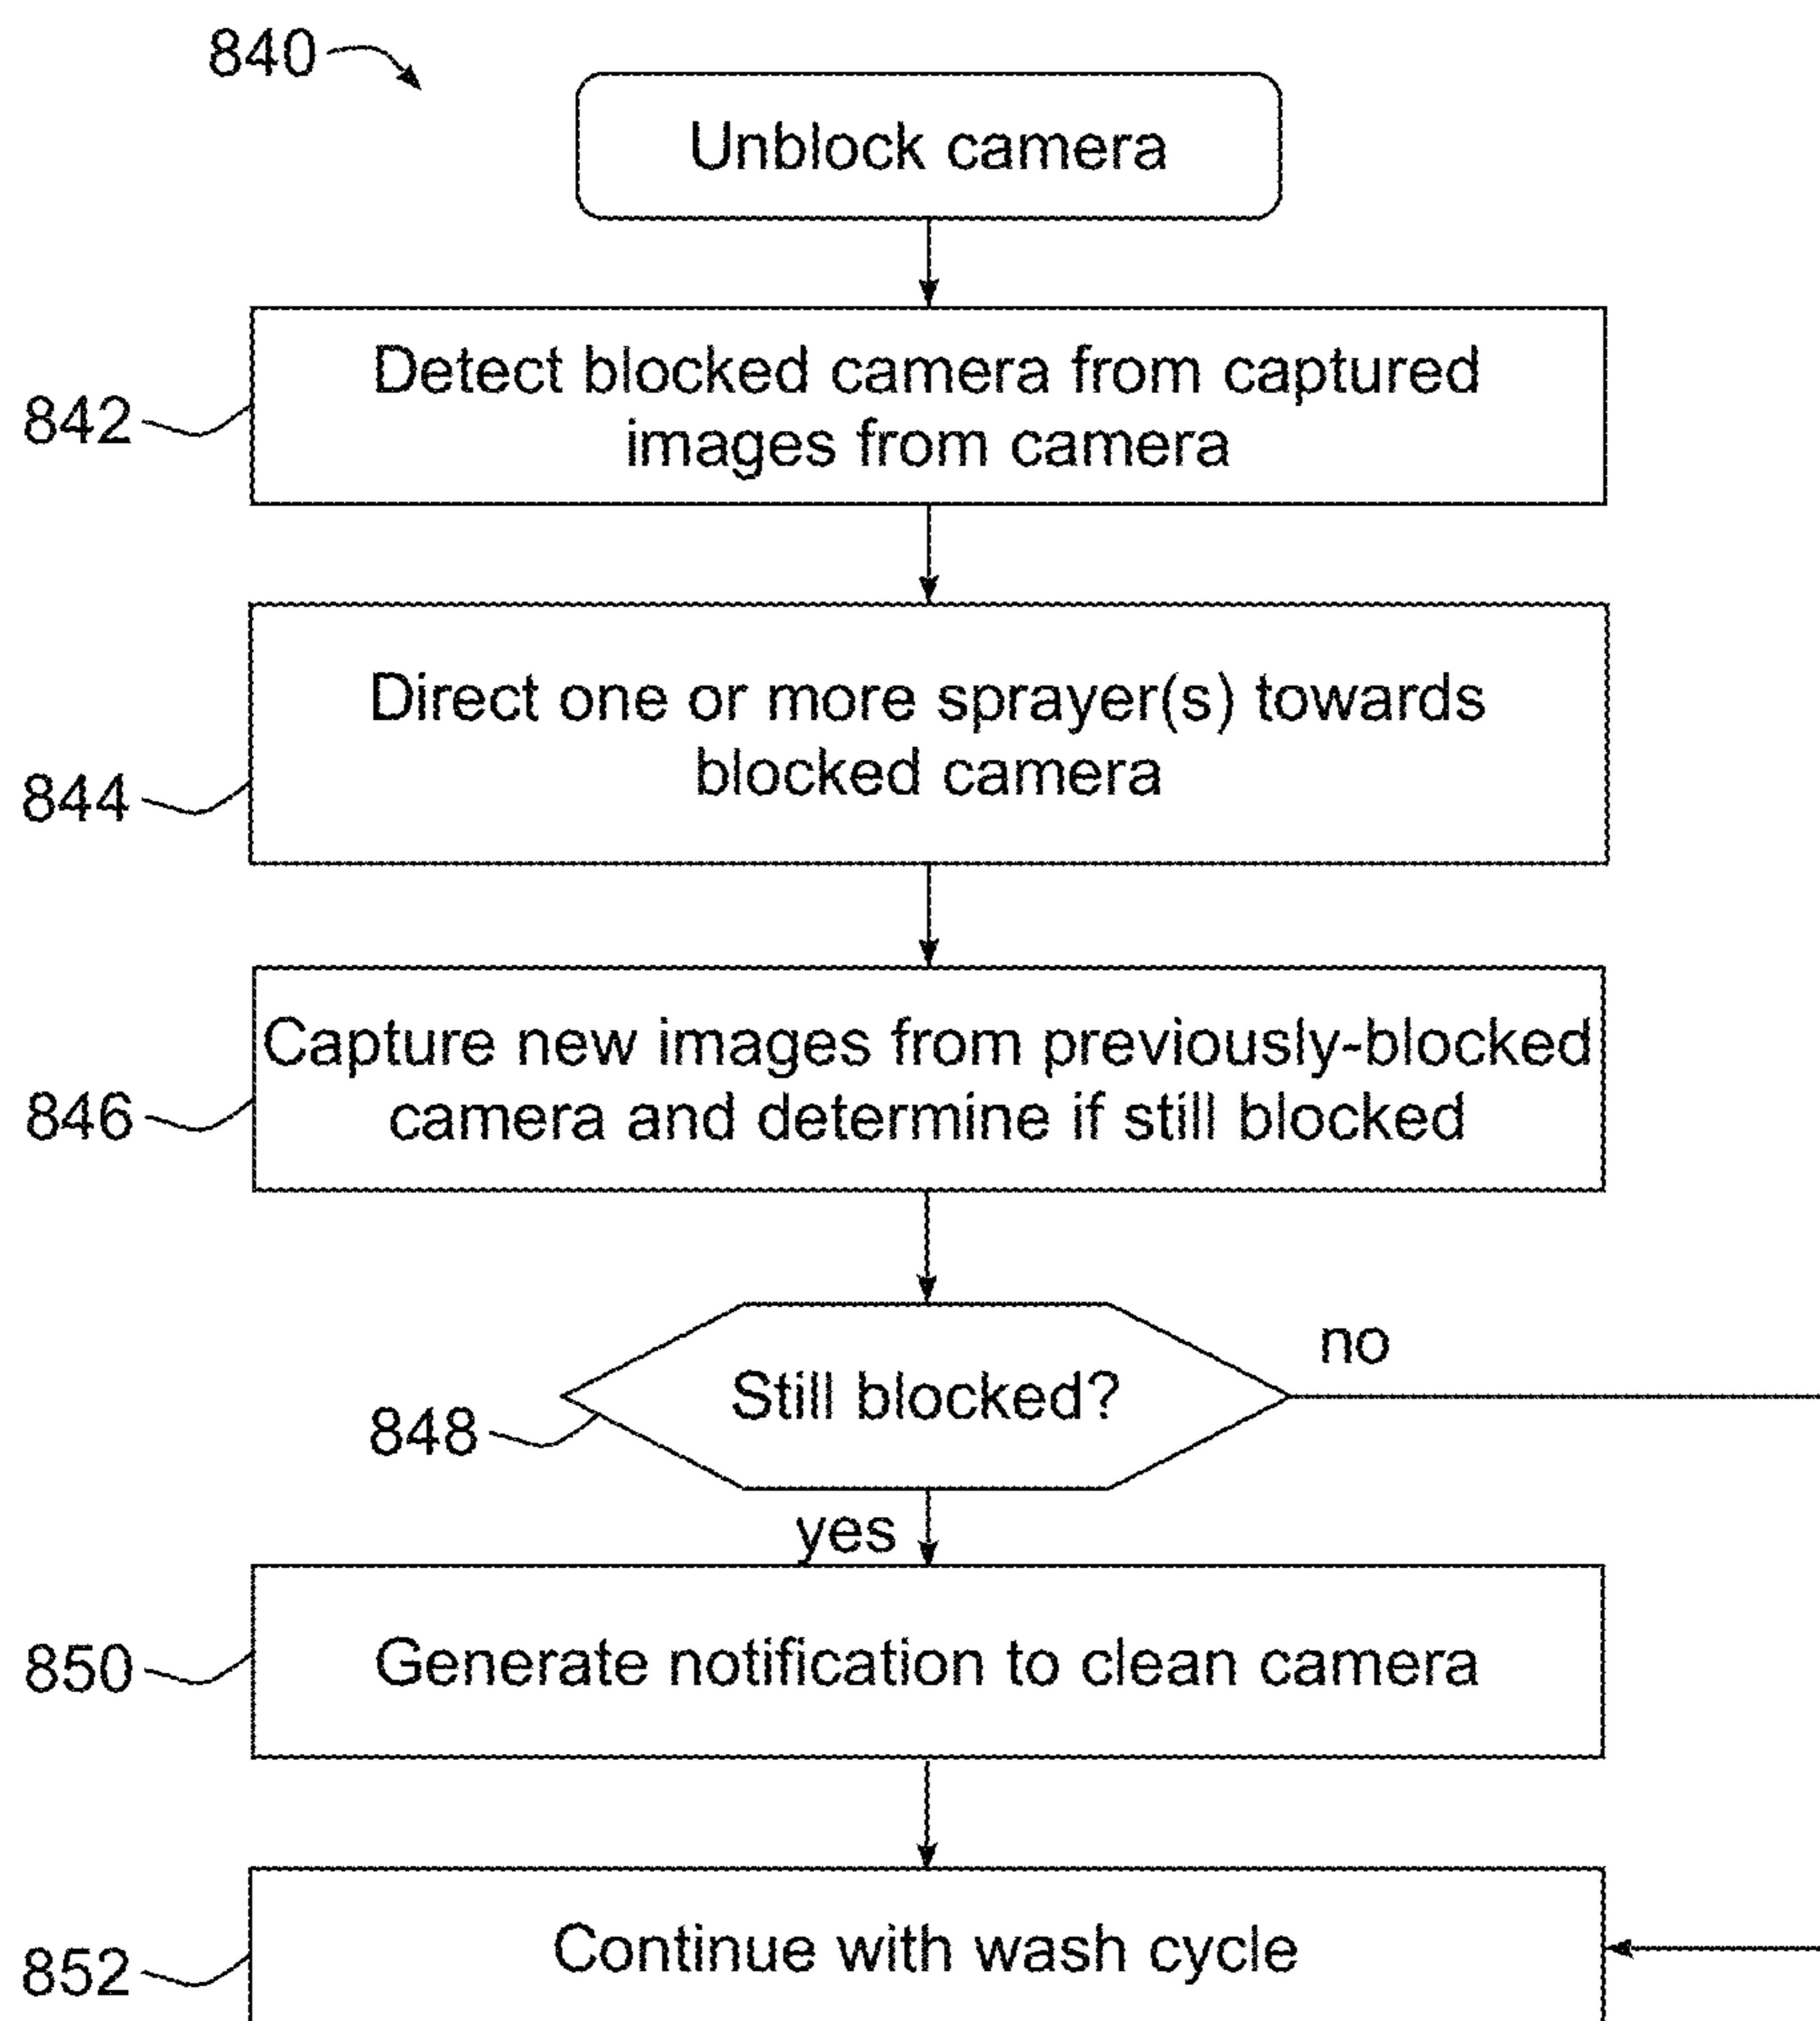 840
Unblock camera
Detect blocked camera from captured
images from camera
842
Direct one or more sprayer(s) towards
blocked camera
844
Capture new images from previously-blocked
camera and determine if still blocked
846
Still blocked?
no
848
yes
Generate notification to clean camera
850
Continue with wash cycle
852